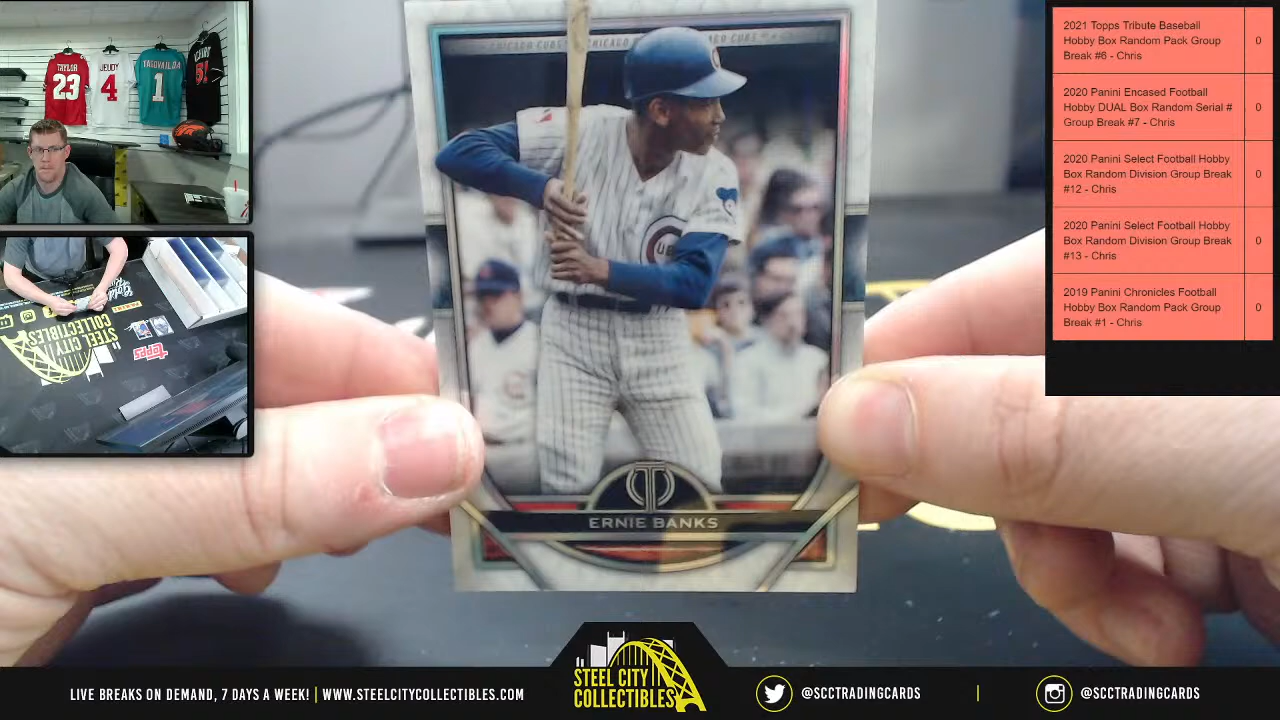 TAYLOR
23
JEUDY
4
TAGOVAILOA
1
ICHIRO
51
STEEL CITY
COLLECTIBLES
topps
CHICAGO CUBS
CHICAGO CUBS
UBS
T
ERNIE BANKS
2021 Topps Tribute Baseball
Hobby Box Random Pack Group
Break #6 - Chris
0
2020 Panini Encased Football
Hobby DUAL Box Random Serial #
Group Break #7 - Chris
0
2020 Panini Select Football Hobby
Box Random Division Group Break
#12 - Chris
0
2020 Panini Select Football Hobby
Box Random Division Group Break
#13 - Chris
0
2019 Panini Chronicles Football
Hobby Box Random Pack Group
Break #1 - Chris
0
LIVE BREAKS ON DEMAND, 7 DAYS A WEEK! | WWW.STEELCITYCOLLECTIBLES.COM
STEEL CITY
COLLECTIBLES
@SCCTRADINGCARDS | @SCCTRADINGCARDS